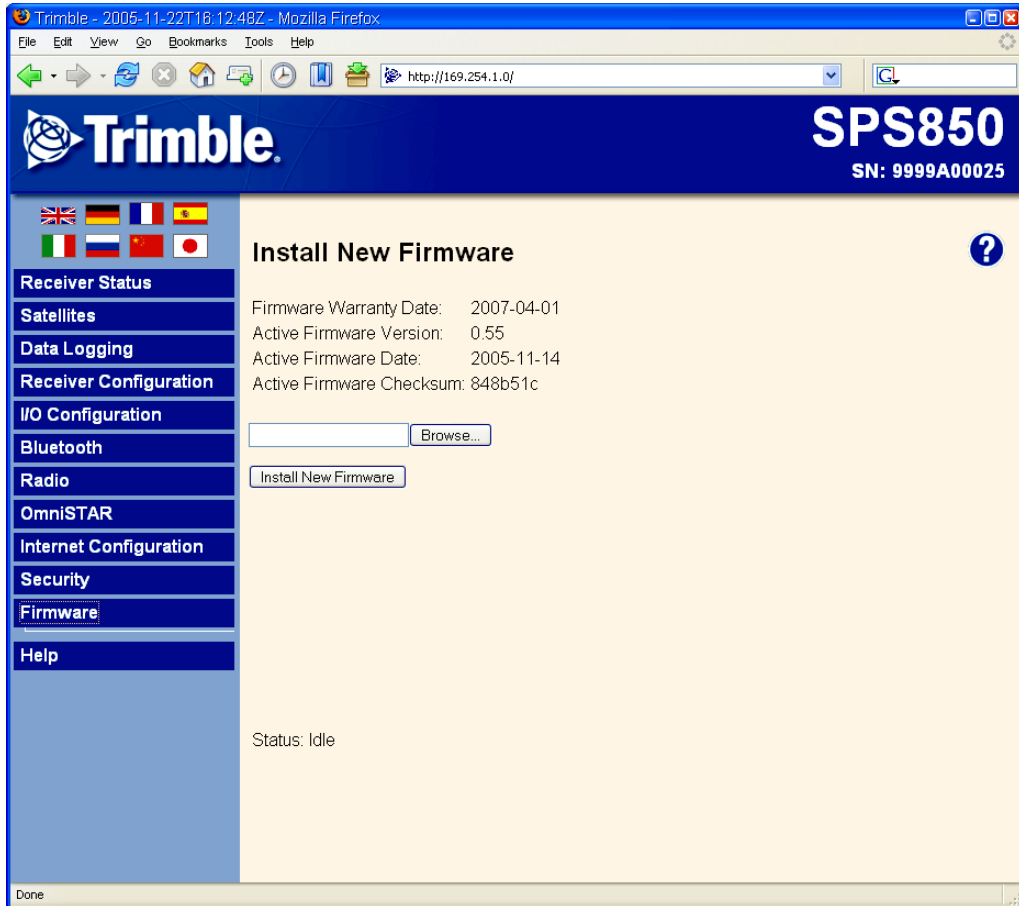 Trimble - 2005-11-22T16:12:48Z - Mozilla Firefox
File Edit View Go Bookmarks Tools Help
http://169.254.1.0/
G
Trimble.
SPS850
SN: 9999A00025
Receiver Status
Satellites
Data Logging
Receiver Configuration
I/O Configuration
Bluetooth
Radio
OmniSTAR
Internet Configuration
Security
Firmware
Help
Install New Firmware
?
Firmware Warranty Date: 2007-04-01
Active Firmware Version: 0.55
Active Firmware Date: 2005-11-14
Active Firmware Checksum: 848b51c
Browse...
Install New Firmware
Status: Idle
Done